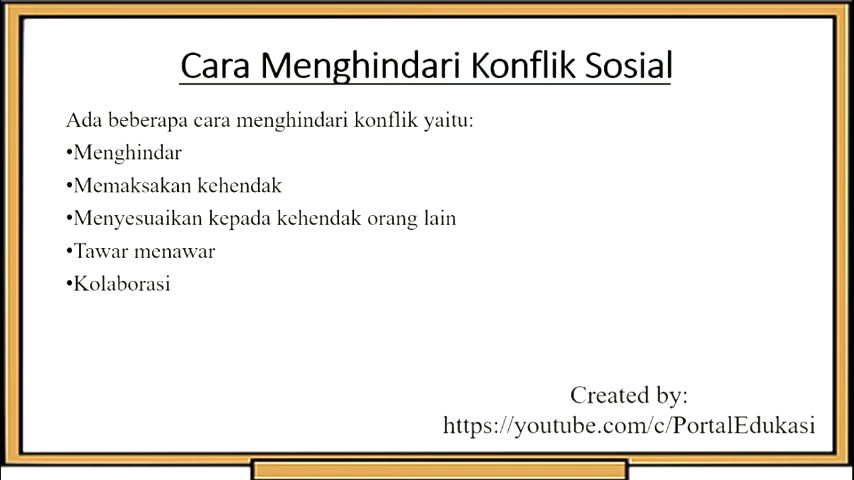 Cara Menghindari Konflik Sosial
Ada beberapa cara menghindari konflik yaitu:
•Menghindar
•Memaksakan kehendak
•Menyesuaikan kepada kehendak orang lain
•Tawar menawar
•Kolaborasi
Created by:
https://youtube.com/c/PortalEdukasi